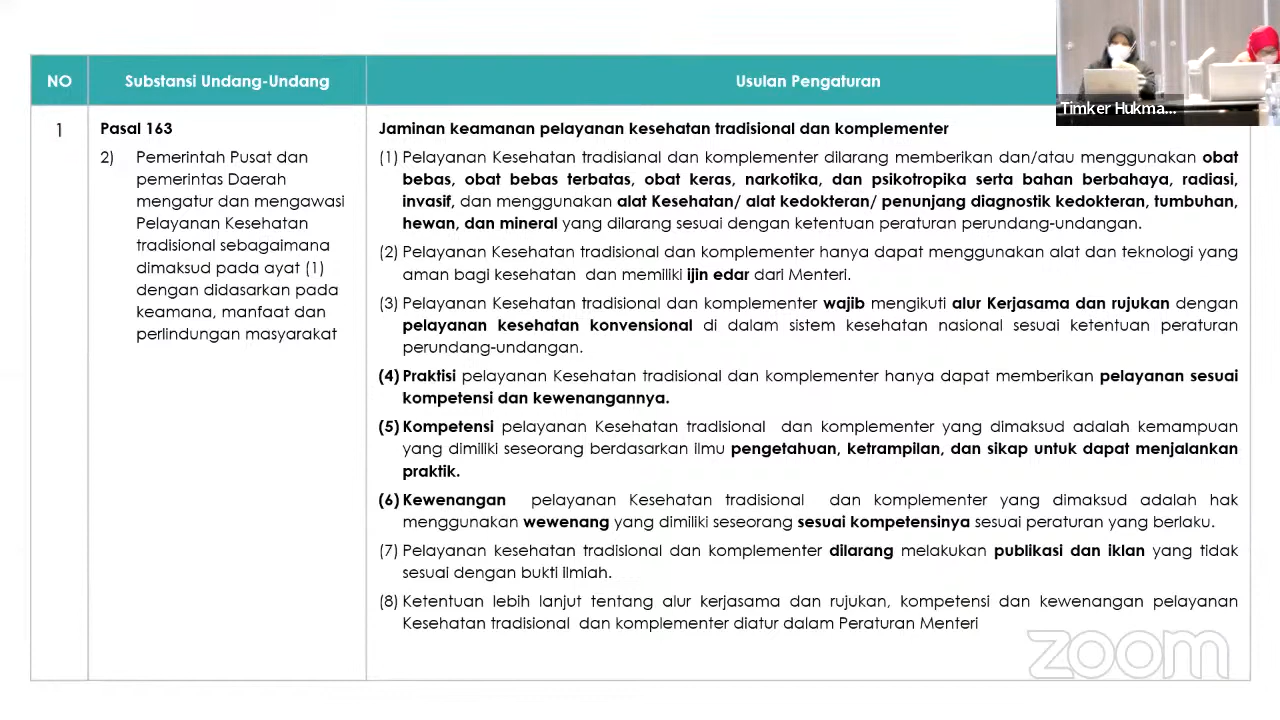 NO
Substansi Undang-Undang
Usulan Pengaturan
Timker Hukma...
1
Pasal 163
2) Pemerintah Pusat dan
pemerintas Daerah
mengatur dan mengawasi
Pelayanan Kesehatan
tradisional sebagaimana
dimaksud pada ayat (1)
dengan didasarkan pada
keamana, manfaat dan
perlindungan masyarakat
Jaminan keamanan pelayanan kesehatan tradisional dan komplementer
(1) Pelayanan Kesehatan tradisianal dan komplementer dilarang memberikan dan/atau menggunakan obat
bebas, obat bebas terbatas, obat keras, narkotika, dan psikotropika serta bahan berbahaya, radiasi,
invasif, dan menggunakan alat Kesehatan/ alat kedokteran/ penunjang diagnostik kedokteran, tumbuhan,
hewan, dan mineral yang dilarang sesuai dengan ketentuan peraturan perundang-undangan.
(2) Pelayanan Kesehatan tradisional dan komplementer hanya dapat menggunakan alat dan teknologi yang
aman bagi kesehatan dan memiliki ijin edar dari Menteri.
(3) Pelayanan Kesehatan tradisional dan komplementer wajib mengikuti alur Kerjasama dan rujukan dengan
pelayanan kesehatan konvensional di dalam sistem kesehatan nasional sesuai ketentuan peraturan
perundang-undangan.
(4) Praktisi pelayanan Kesehatan tradisional dan komplementer hanya dapat memberikan pelayanan sesuai
kompetensi dan kewenangannya.
(5) Kompetensi pelayanan Kesehatan tradisional dan komplementer yang dimaksud adalah kemampuan
yang dimiliki seseorang berdasarkan ilmu pengetahuan, ketrampilan, dan sikap untuk dapat menjalankan
praktik.
(6) Kewenangan pelayanan Kesehatan tradisional dan komplementer yang dimaksud adalah hak
menggunakan wewenang yang dimiliki seseorang sesuai kompetensinya sesuai peraturan yang berlaku.
(7) Pelayanan kesehatan tradisional dan komplementer dilarang melakukan publikasi dan iklan yang tidak
sesuai dengan bukti ilmiah.
(8) Ketentuan lebih lanjut tentang alur kerjasama dan rujukan, kompetensi dan kewenangan pelayanan
Kesehatan tradisional dan komplementer diatur dalam Peraturan Menteri
zoom